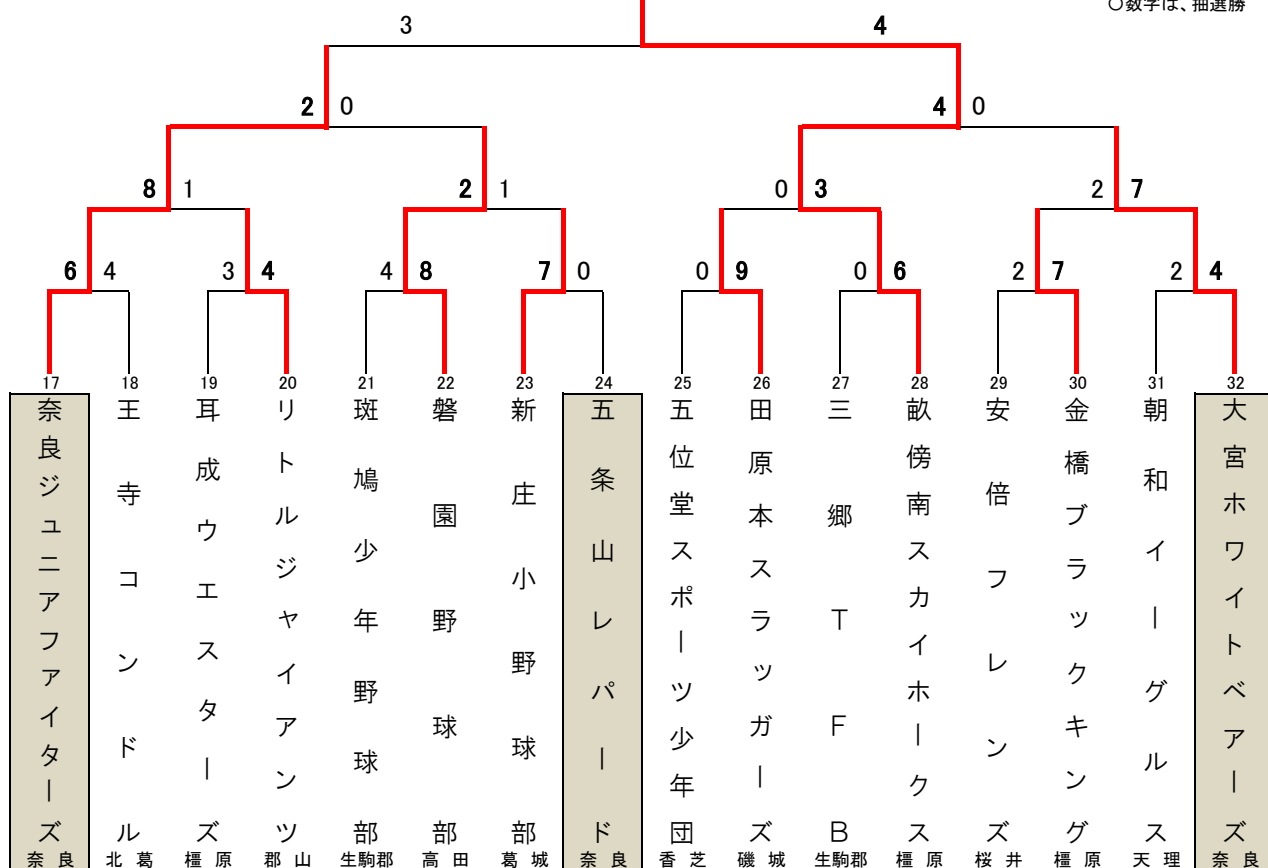 ○数字は、抽選勝
3 4
2 0 4 0
8 1 2 1 0 3 2 7
6 4 3 4 4 8 7 0 0 9 0 6 2 7 2 4
17 18 19 20 21 22 23 24 25 26 27 28 29 30 31 32
奈良ジュニアファイターズ
王寺コンドル
耳成ウエスターズ
リトルジャイアンツ
斑鳩少年野球部
磐園野球部
新庄小野球部
五条山レパード
五位堂スポーツ少年団
田原本スラッガーズ
三郷TFB
畝傍南スカイホークス
安倍フレンズ
金橋ブラックキング
朝和イーグルス
大宮ホワイトベアーズ
奈良 北葛 橿原 郡山 生駒郡 高田 葛城 奈良 香芝 磯城 生駒郡 橿原 桜井 橿原 天理 奈良